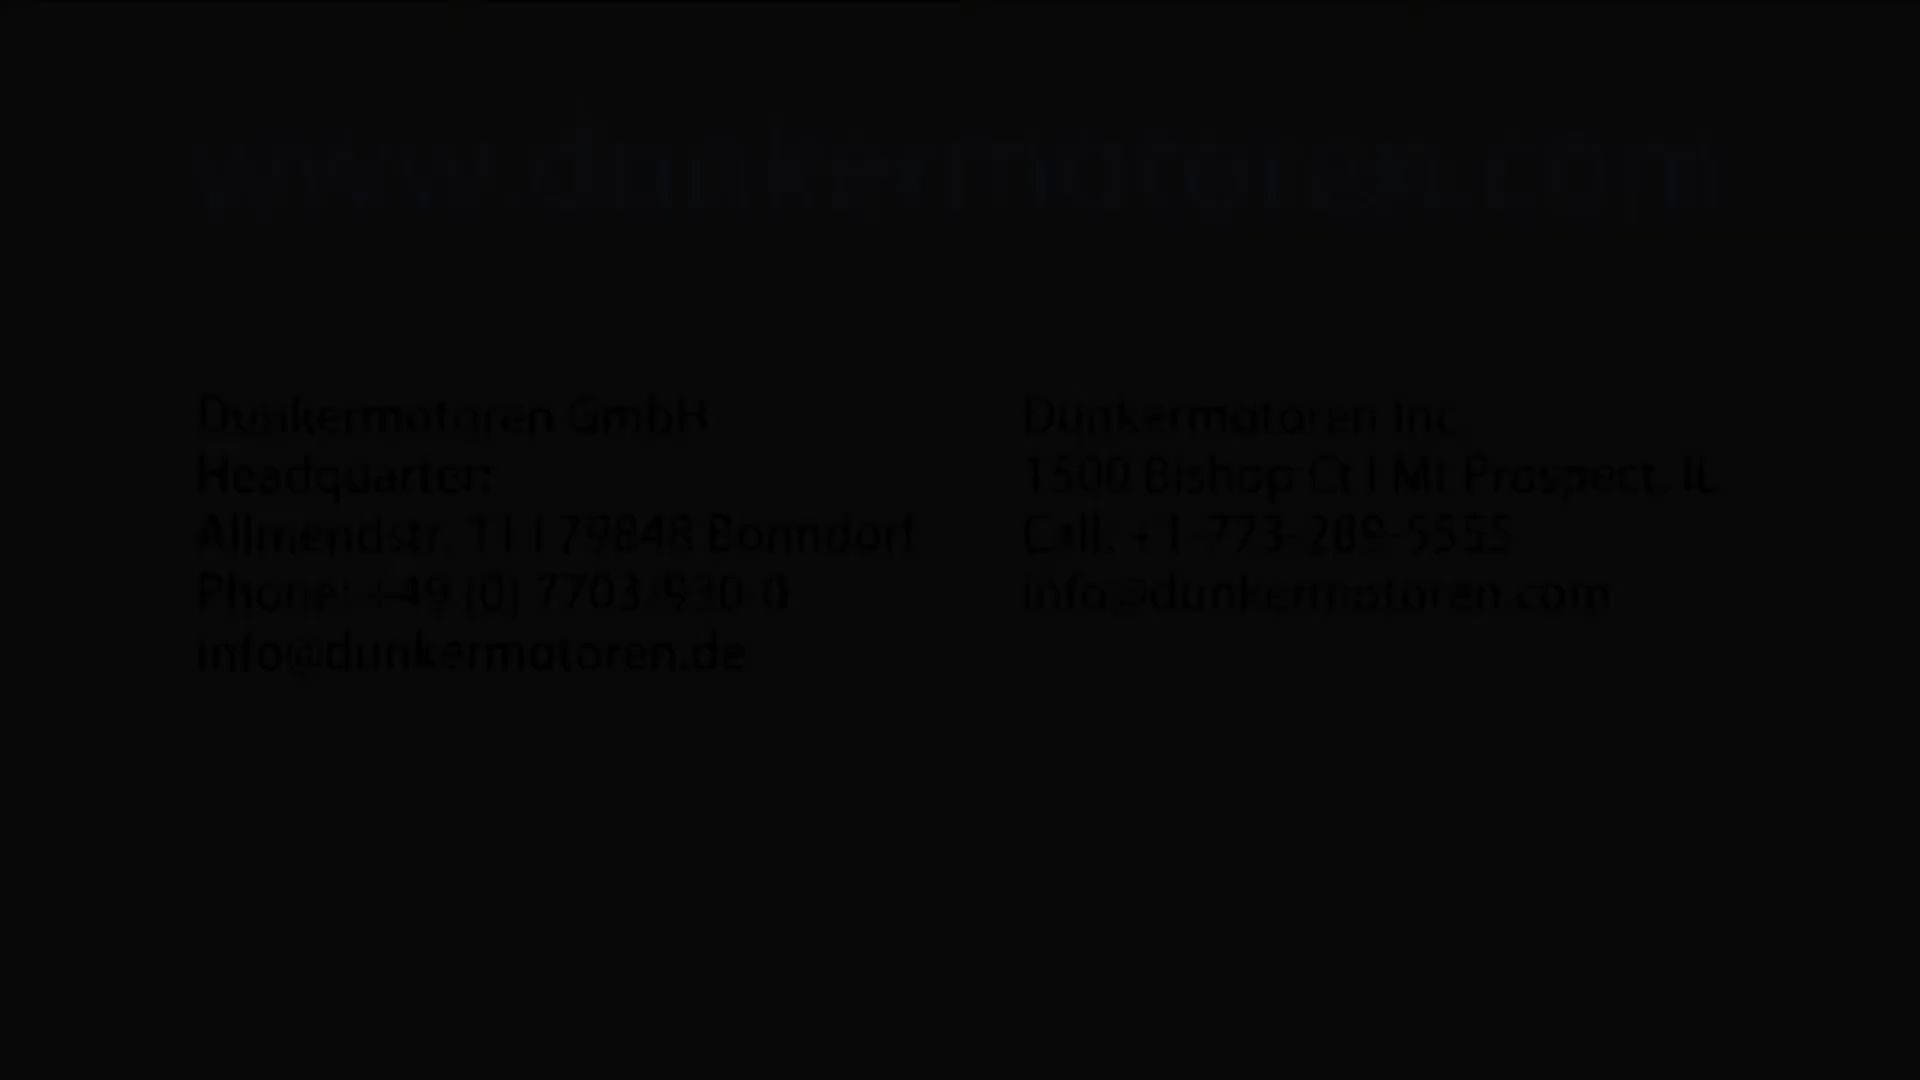 www.dunkermotoren.com
Dunkermotoren GmbH
Headquarter:
Allmendstr. 11 I 79848 Bonndorf
Phone: +49 (0) 7703/930-0
info@dunkermotoren.de
Dunkermotoren Inc.
1500 Bishop Ct I Mt Prospect, IL
Call. +1-773-289-5555
info@dunkermotoren.com